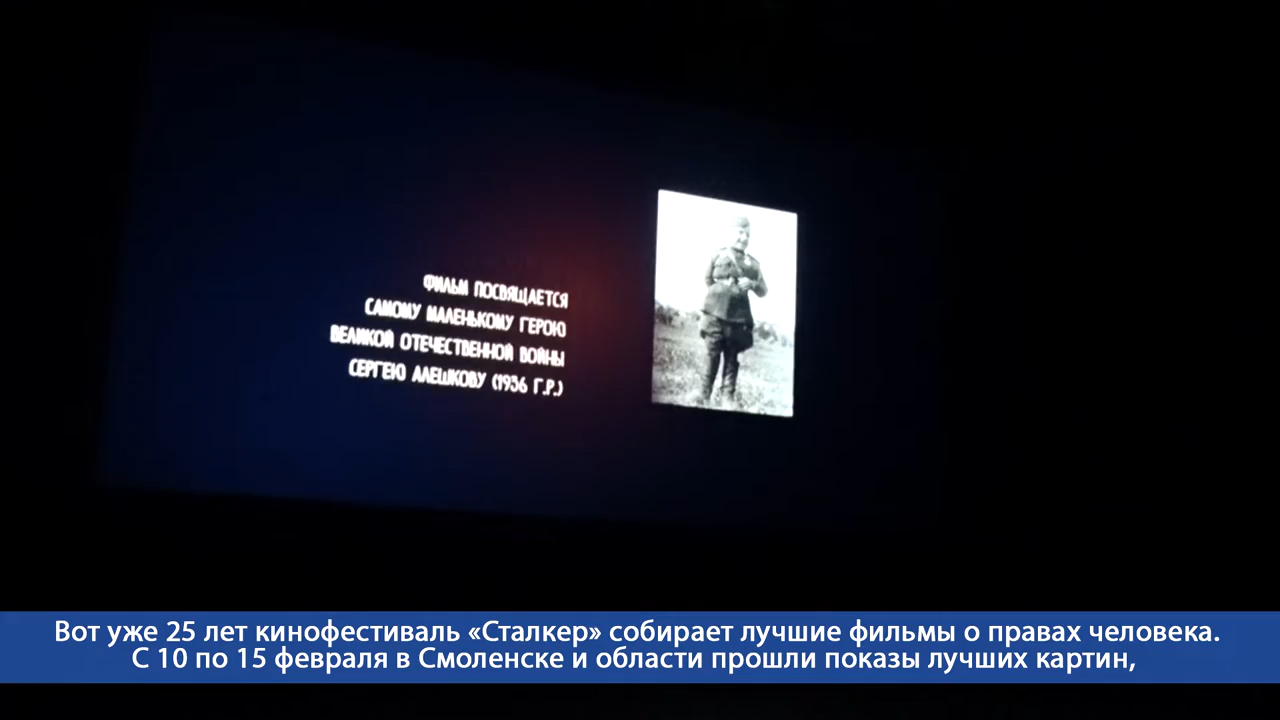 ФИЛЬМ ПОСВЯЩАЕТСЯ
САМОМУ МАЛЕНЬКОМУ ГЕРОЮ
ВЕЛИКОЙ ОТЕЧЕСТВЕННОЙ ВОЙНЫ
СЕРГЕЮ АЛЕШКОВУ (1936 Г.Р.)
Вот уже 25 лет кинофестиваль «Сталкер» собирает лучшие фильмы о правах человека.
С 10 по 15 февраля в Смоленске и области прошли показы лучших картин,